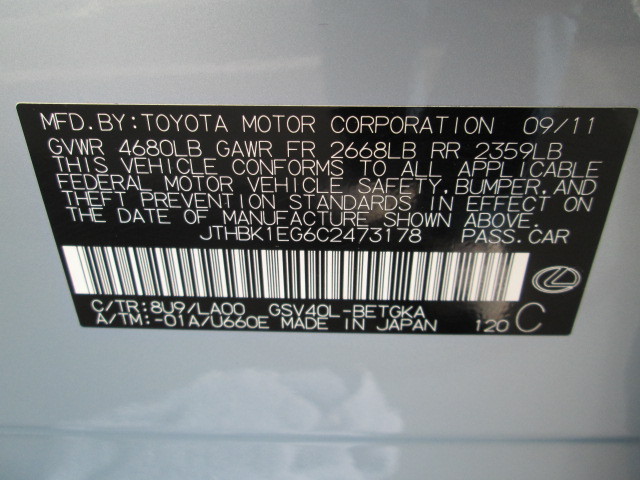 MFD.BY:TOYOTA MOTOR CORPORATION 09/11
GVWR 4680LB GAWR FR 2668LB RR 2359LB
THIS VEHICLE CONFORMS TO ALL APPLICABLE
FEDERAL MOTOR VEHICLE SAFETY,BUMPER,AND
THEFT PREVENTION STANDARDS IN EFFECT ON
THE DATE OF MANUFACTURE SHOWN ABOVE.
JTHBK1EG6C2473178 PASS.CAR
C/TR:8U9/LA00 GSV40L-BETGKA
A/TM:-01A/U660E MADE IN JAPAN 120 C